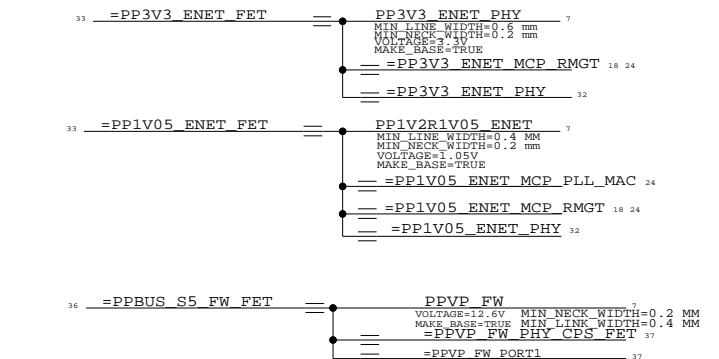 33 =PP3V3_ENET_FET PP3V3_ENET_PHY 7
MIN_LINE_WIDTH=0.6 mm
MIN_NECK_WIDTH=0.2 mm
VOLTAGE=3.3V
MAKE_BASE=TRUE
=PP3V3_ENET_MCP_RMGT 18 24
=PP3V3_ENET_PHY 32
33 =PP1V05_ENET_FET PP1V2R1V05_ENET 7
MIN_LINE_WIDTH=0.4 MM
MIN_NECK_WIDTH=0.2 mm
VOLTAGE=1.05V
MAKE_BASE=TRUE
=PP1V05_ENET_MCP_PLL_MAC 24
=PP1V05_ENET_MCP_RMGT 18 24
=PP1V05_ENET_PHY 32
36 =PPBUS_S5_FW_FET PPVP_FW 7
VOLTAGE=12.6V MIN_NECK_WIDTH=0.2 MM
MAKE_BASE=TRUE MIN_LINK_WIDTH=0.4 MM
=PPVP_FW_PHY_CPS_FET 37
=PPVP_FW_PORT1 37